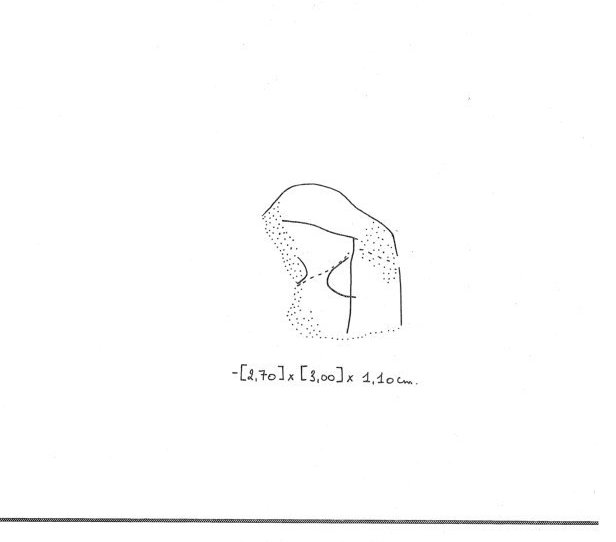 -[2,70] x [3,00] x 1,10 cm.